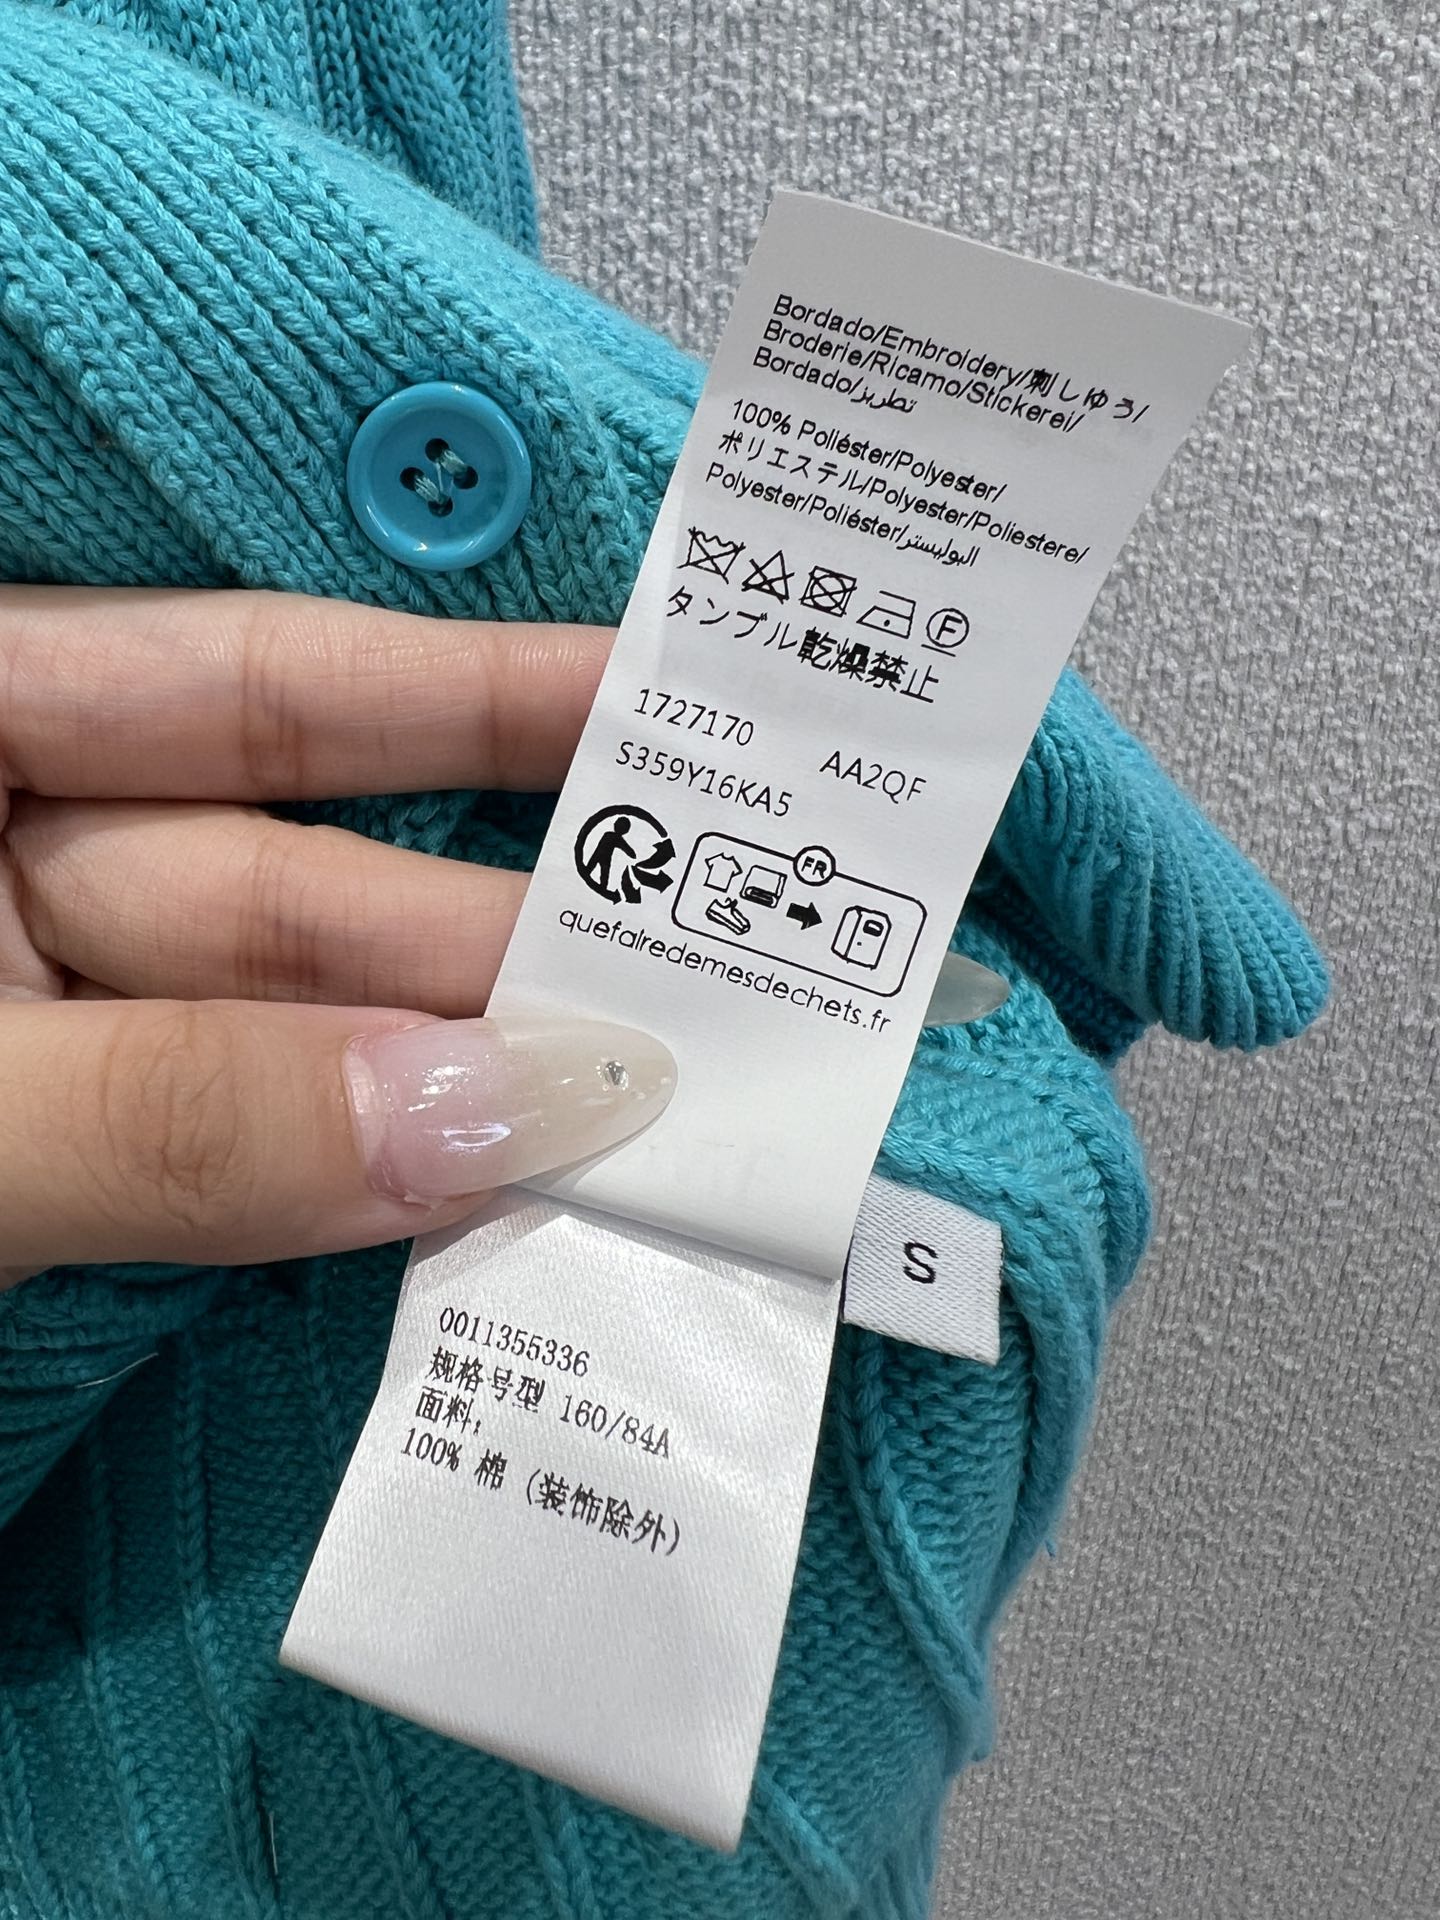 Bordado/Embroidery/刺しゆう/
Broderie/Ricamo/Stickerei/
Bordado/تطريز
100% Poliéster/Polyester/
ポリエステル/Polyester/Poliestere/
Polyester/Poliéster/البوليستر
F
タンブル乾燥禁止
1727170 AA2QF
S359Y16KA5
FR
quefairedemesdechets.fr
S
0011355336
规格号型 160/84A
面料:
100% 棉 (装饰除外)